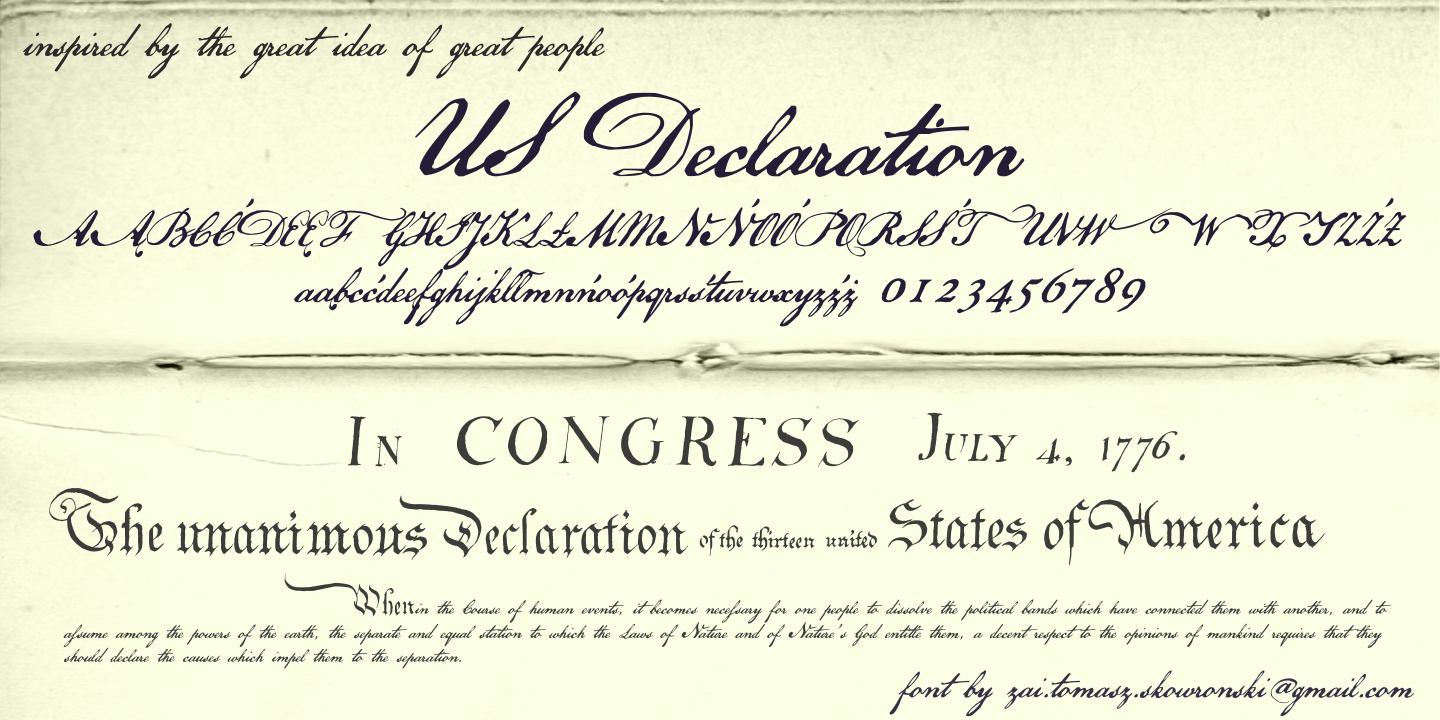 inspired by the great idea of great people
US Declaration
A Ą B C Ć D E Ę F G H I J K L Ł M M N Ń O Ó P Q R S Ś T U V W W X Y Z Ź Ż
aąbcćdeęfghijklłmnńoópqrsśtuvwxyzźż 0123456789
In CONGRESS July 4, 1776.
The unanimous Declaration of the thirteen united States of America
When in the Course of human events, it becomes neceſsary for one people to dissolve the political bands which have connected them with another, and to
aſsume among the powers of the earth, the separate and equal station to which the Laws of Nature and of Nature's God entitle them, a decent respect to the opinions of mankind requires that they
should declare the causes which impel them to the separation.
font by zai.tomasz.skowronski@gmail.com